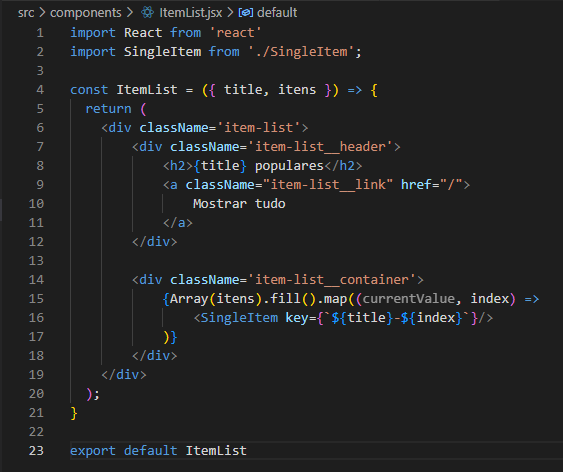 src > components > ItemList.jsx > default
1 import React from 'react'
2 import SingleItem from './SingleItem';
3
4 const ItemList = ({ title, itens }) => {
5   return (
6     <div className='item-list'>
7         <div className='item-list__header'>
8             <h2>{title} populares</h2>
9             <a className="item-list__link" href="/">
10                 Mostrar tudo
11             </a>
12         </div>
13
14         <div className='item-list__container'>
15             {Array(itens).fill().map((currentValue, index) =>
16                 <SingleItem key={`${title}-${index}`}/>
17             )}
18         </div>
19     </div>
20   );
21 }
22
23 export default ItemList